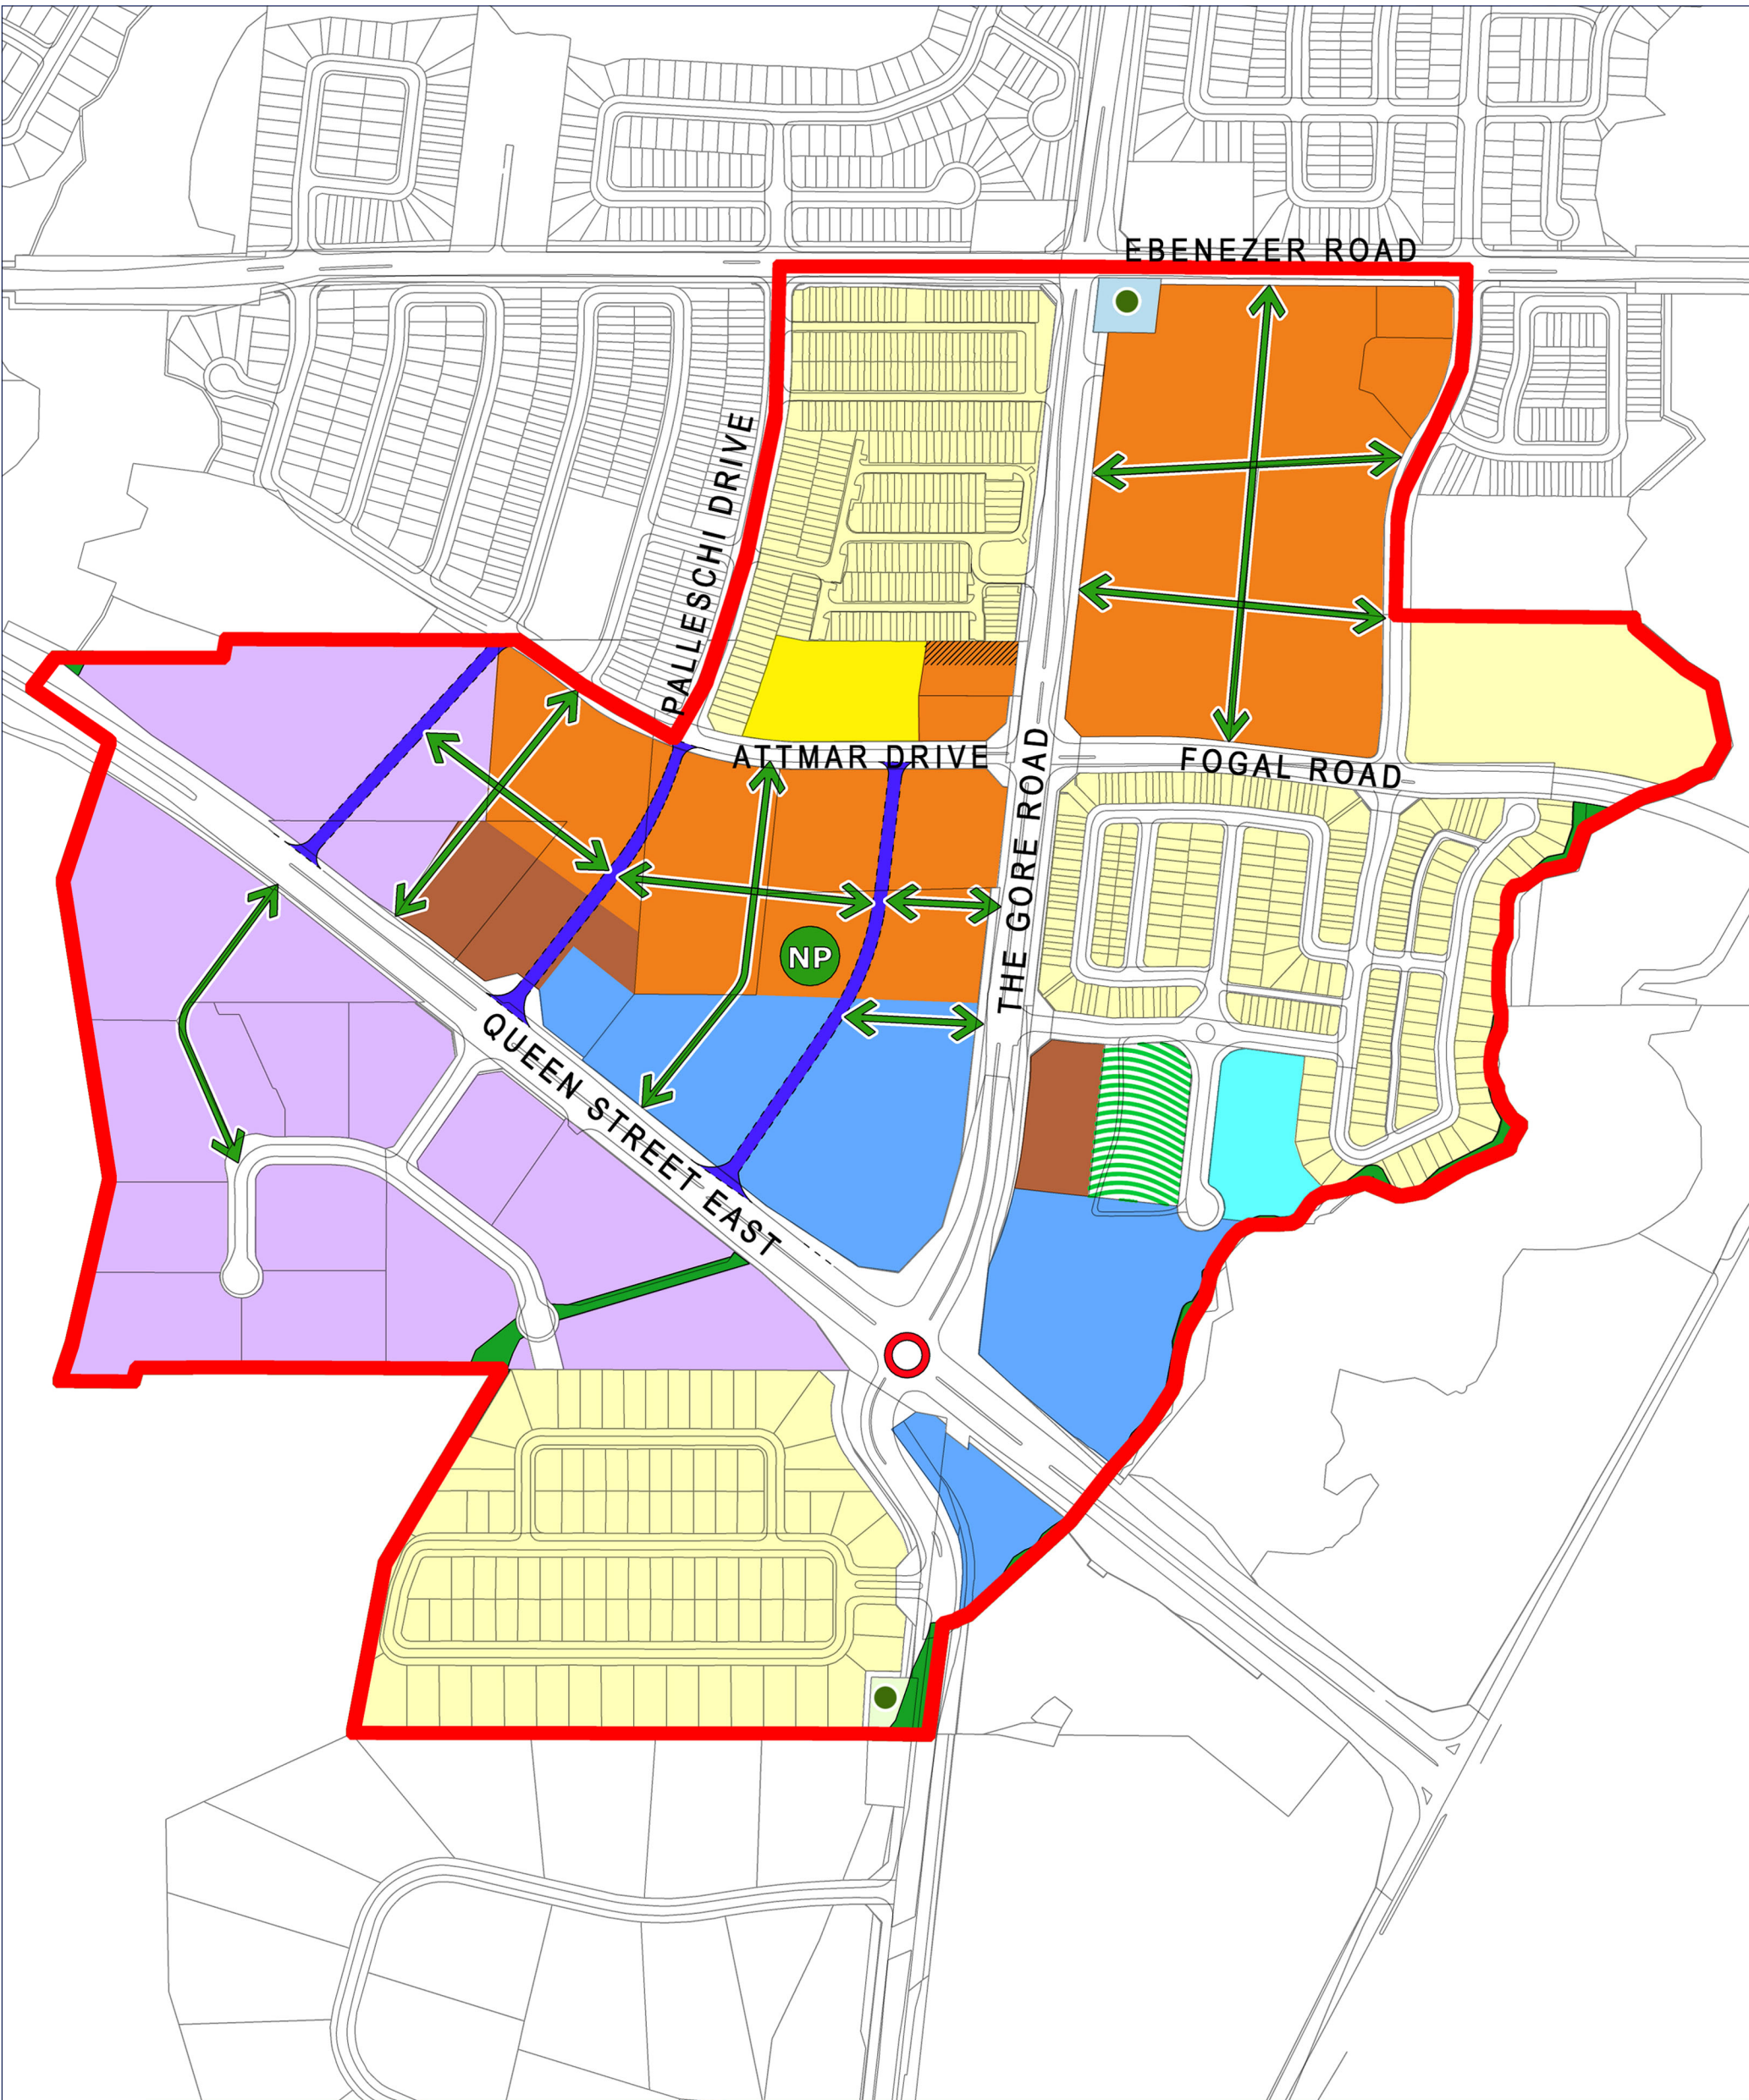 EBENEZER ROAD
PALLESCHI DRIVE
ATTMAR DRIVE
FOGAL ROAD
THE GORE ROAD
NP
QUEEN STREET EAST